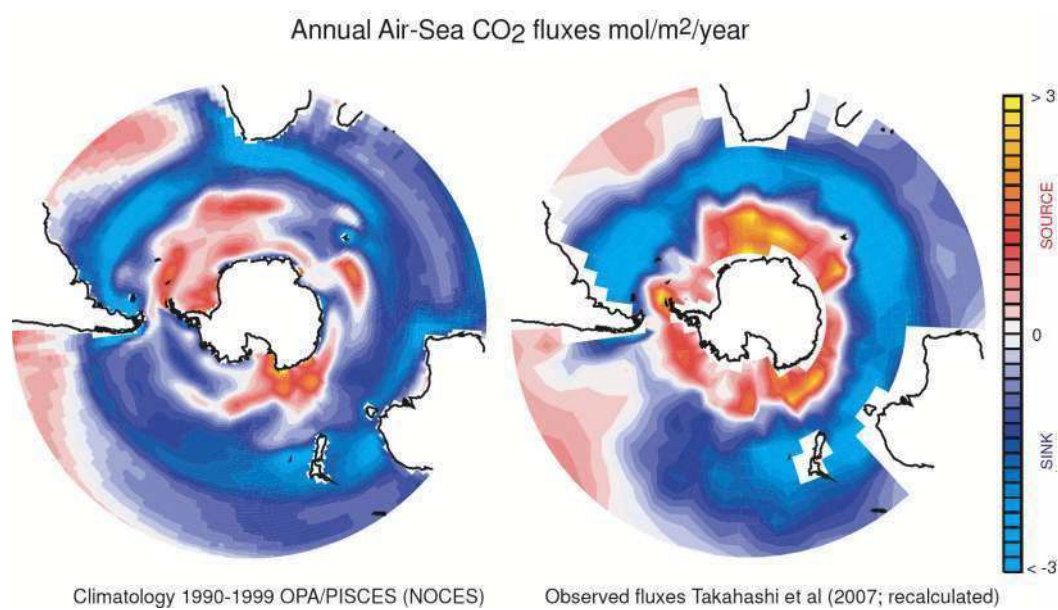 Annual Air-Sea CO2 fluxes mol/m2/year
> 3
SOURCE
0
SINK
< -3
Climatology 1990-1999 OPA/PISCES (NOCES)
Observed fluxes Takahashi et al (2007; recalculated)